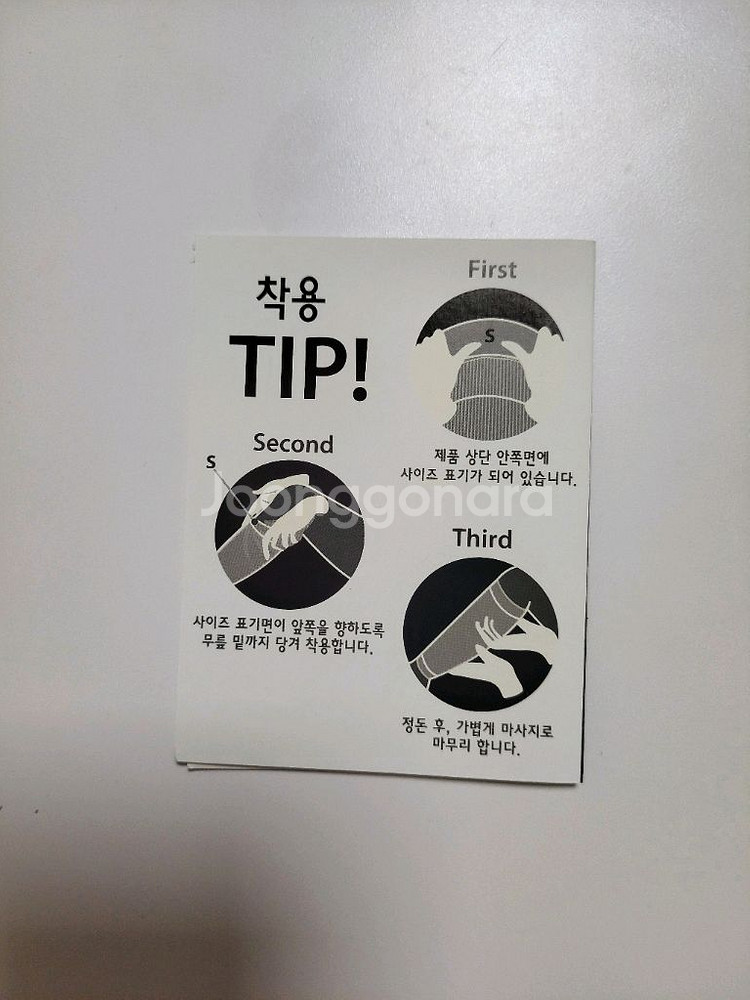 착용
TIP!
First
S
제품 상단 안쪽면에
사이즈 표기가 되어 있습니다.
Second
S
사이즈 표기면이 앞쪽을 향하도록
무릎 밑까지 당겨 착용합니다.
Third
정돈 후, 가볍게 마사지로
마무리 합니다.
Joonggonara